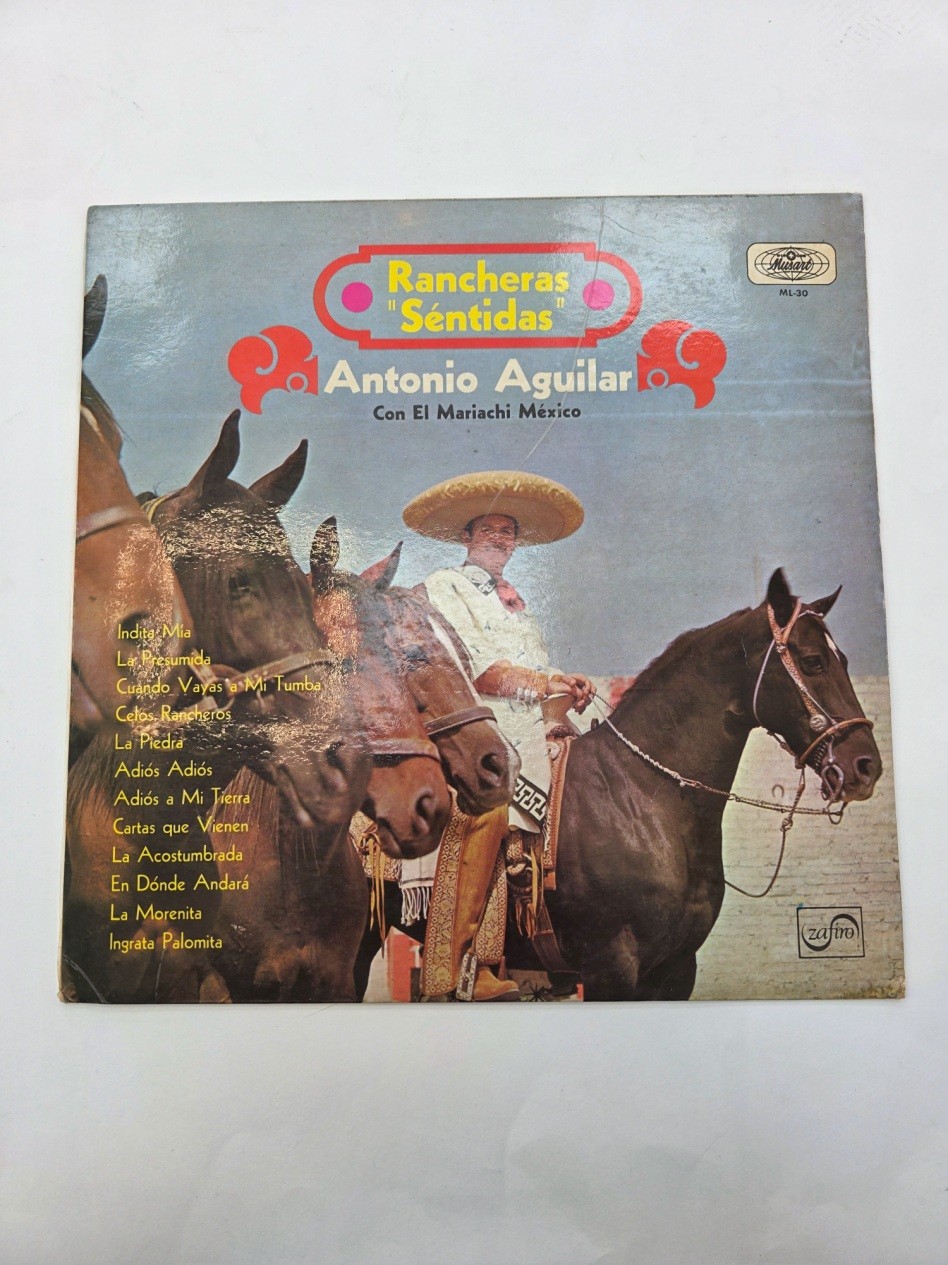 Rancheras
"Séntidas"
Musart
ML-30
Antonio Aguilar
Con El Mariachi México
Indita Mía
La Presumida
Cuando Vayas a Mi Tumba
Celos Rancheros
La Piedra
Adiós Adiós
Adiós a Mi Tierra
Cartas que Vienen
La Acostumbrada
En Dónde Andará
La Morenita
Ingrata Palomita
zafiro